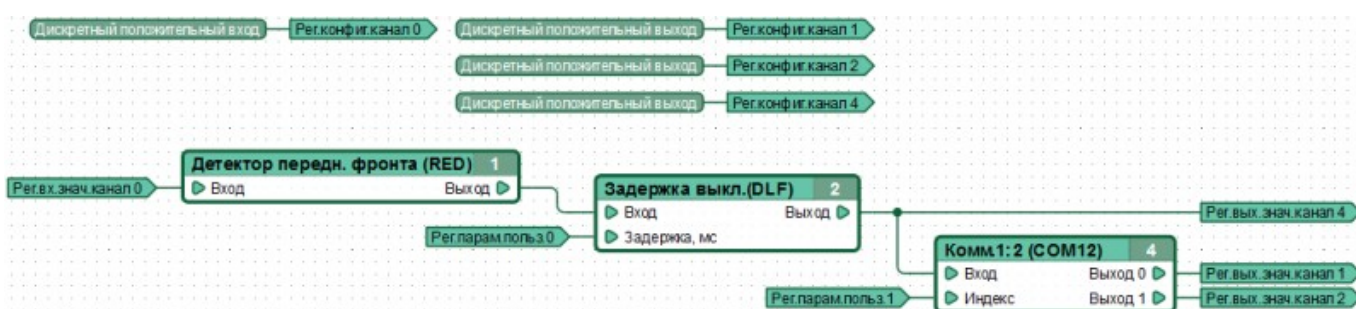 Дискретный положительный вход Рег.конфиг.канал 0 Дискретный положительный выход Рег.конфиг.канал 1
Дискретный положительный выход Рег.конфиг.канал 2
Дискретный положительный выход Рег.конфиг.канал 4
Детектор передн. фронта (RED) 1
Рег.вх.знач.канал 0 Вход Выход
Задержка выкл.(DLF) 2
Вход Выход Рег.вых.знач.канал 4
Рег.парам.польз.0 Задержка, мс
Комм.1:2 (COM12) 4
Вход Выход 0 Рег.вых.знач.канал 1
Рег.парам.польз.1 Индекс Выход 1 Рег.вых.знач.канал 2